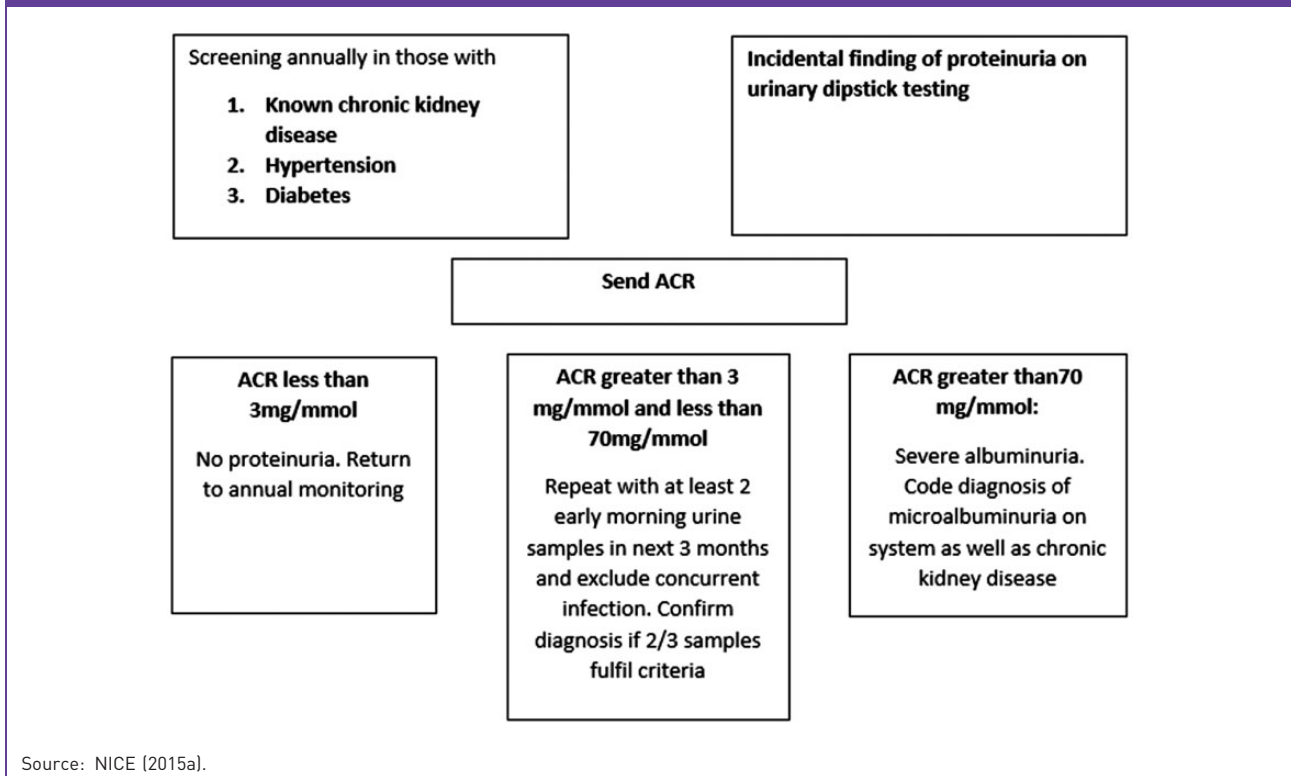 Screening annually in those with
1. Known chronic kidney
disease
2. Hypertension
3. Diabetes
Incidental finding of proteinuria on
urinary dipstick testing
Send ACR
ACR less than
3mg/mmol
No proteinuria. Return
to annual monitoring
ACR greater than 3
mg/mmol and less than
70mg/mmol
Repeat with at least 2
early morning urine
samples in next 3 months
and exclude concurrent
infection. Confirm
diagnosis if 2/3 samples
fulfil criteria
ACR greater than70
mg/mmol:
Severe albuminuria.
Code diagnosis of
microalbuminuria on
system as well as chronic
kidney disease
Source: NICE (2015a).